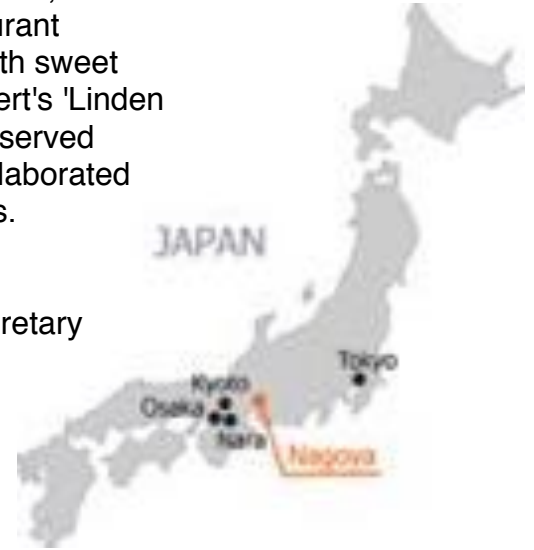 urant
th sweet
ert's 'Linden
served
laborated
s.
JAPAN
retary
Tokyo
Kyoto
Osaka
Nara
Nagoya